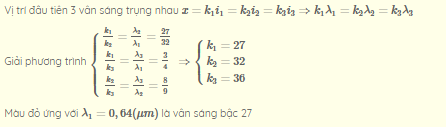 Vị trí đầu tiên 3 vân sáng trụng nhau x = k₁i₁ = k₂i₂ = k₃i₃ ⇒ k₁λ₁ = k₂λ₂ = k₃λ₃
Giải phương trình { k₁/k₂ = λ₂/λ₁ = 27/32
k₁/k₃ = λ₃/λ₁ = 3/4
k₂/k₃ = λ₃/λ₂ = 8/9 ⇒ { k₁ = 27
k₂ = 32
k₃ = 36
Màu đỏ ứng với λ₁ = 0,64(μm) là vân sáng bậc 27